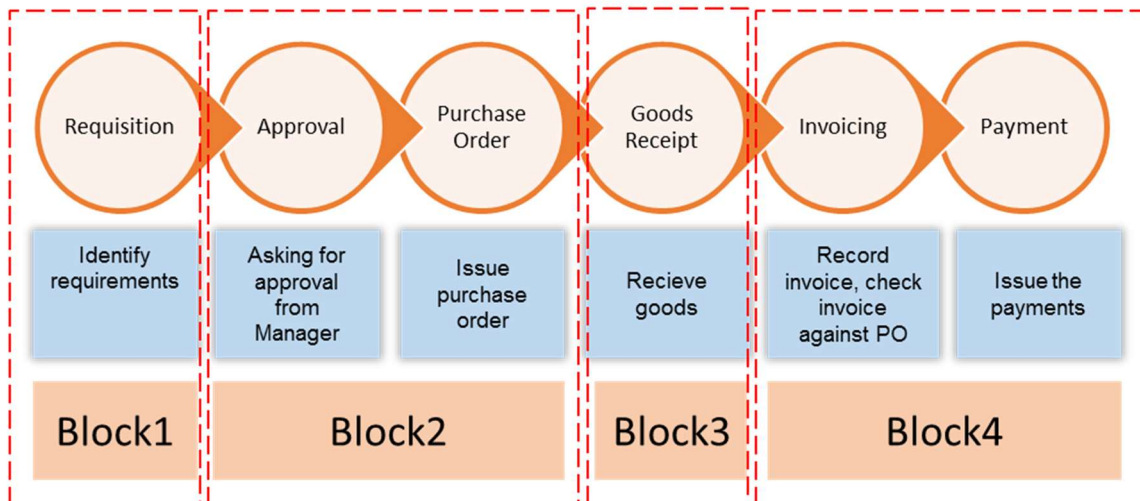 Requisition
Approval
Purchase
Order
Goods
Receipt
Invoicing
Payment
Identify
requirements
Asking for
approval
from
Manager
Issue
purchase
order
Recieve
goods
Record
invoice, check
invoice
against PO
Issue the
payments
Block1
Block2
Block3
Block4